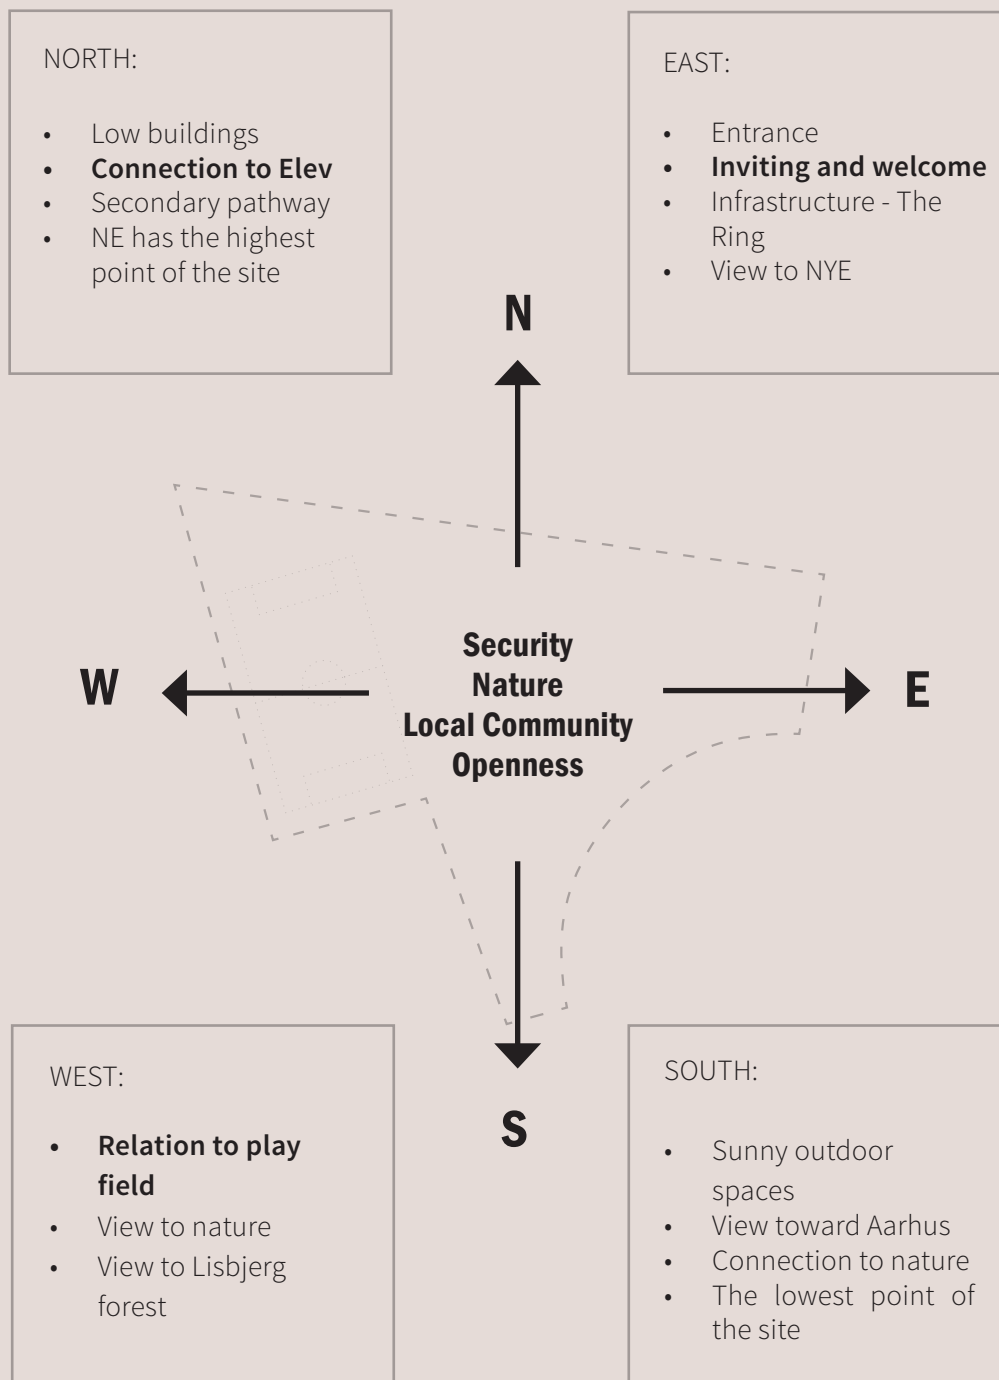 NORTH:
• Low buildings
• Connection to Elev
• Secondary pathway
• NE has the highest
point of the site
EAST:
• Entrance
• Inviting and welcome
• Infrastructure - The
Ring
• View to NYE
N
W
Security
Nature
Local Community
Openness
E
S
WEST:
• Relation to play
field
• View to nature
• View to Lisbjerg
forest
SOUTH:
• Sunny outdoor
spaces
• View toward Aarhus
• Connection to nature
• The lowest point of
the site